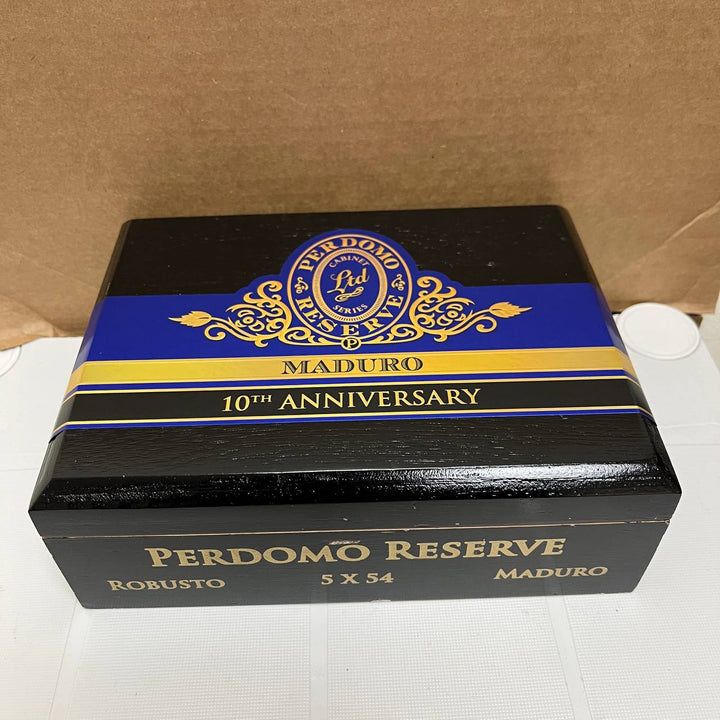 PERDOMO
CABINET
Ltd
SERIES
RESERVE
P
MADURO
10TH ANNIVERSARY
PERDOMO RESERVE
ROBUSTO 5 X 54 MADURO